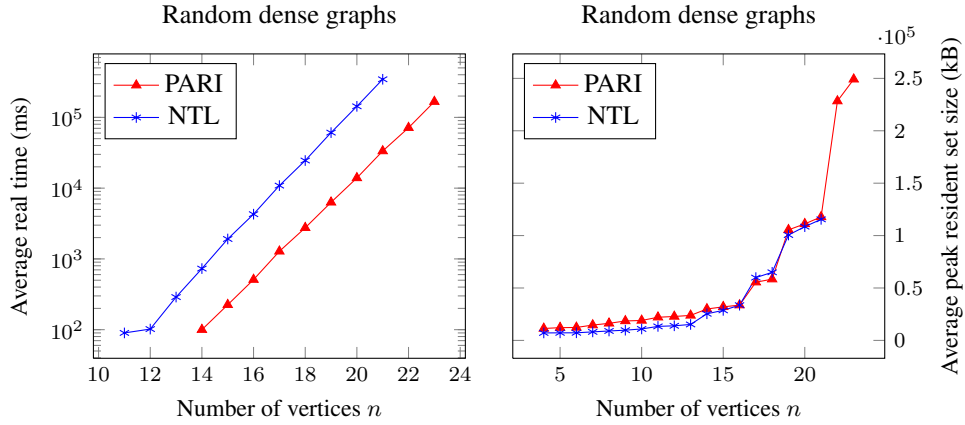 Random dense graphs
PARI
NTL
10^5
10^4
10^3
10^2
10 12 14 16 18 20 22 24
Number of vertices n
Average real time (ms)
Random dense graphs
·10^5
PARI
NTL
2.5
2
1.5
1
0.5
0
5 10 15 20
Number of vertices n
Average peak resident set size (kB)